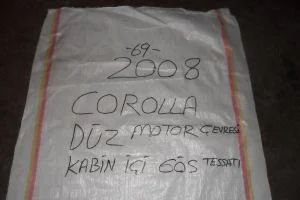 -69-
2008
COROLLA
DÜZ MOTOR ÇEVRESİ
KABİN İÇİ GÖS TESSATI